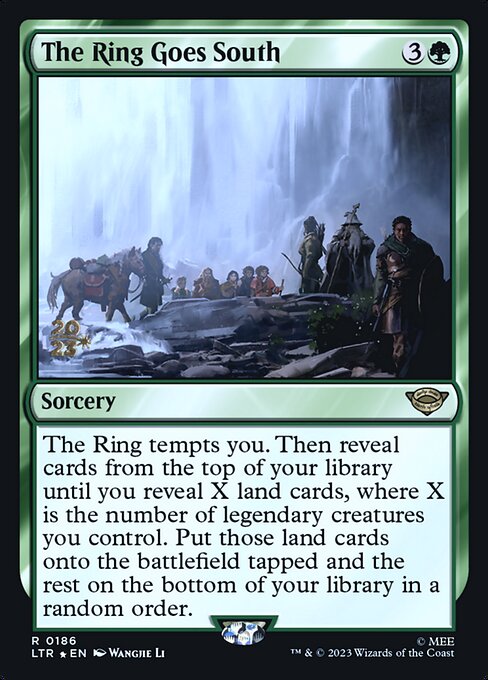 The Ring Goes South 3
20
23
Sorcery
The Ring tempts you. Then reveal
cards from the top of your library
until you reveal X land cards, where X
is the number of legendary creatures
you control. Put those land cards
onto the battlefield tapped and the
rest on the bottom of your library in a
random order.
R 0186
LTR ★ EN Wangjie Li
© MEE
™ & © 2023 Wizards of the Coast